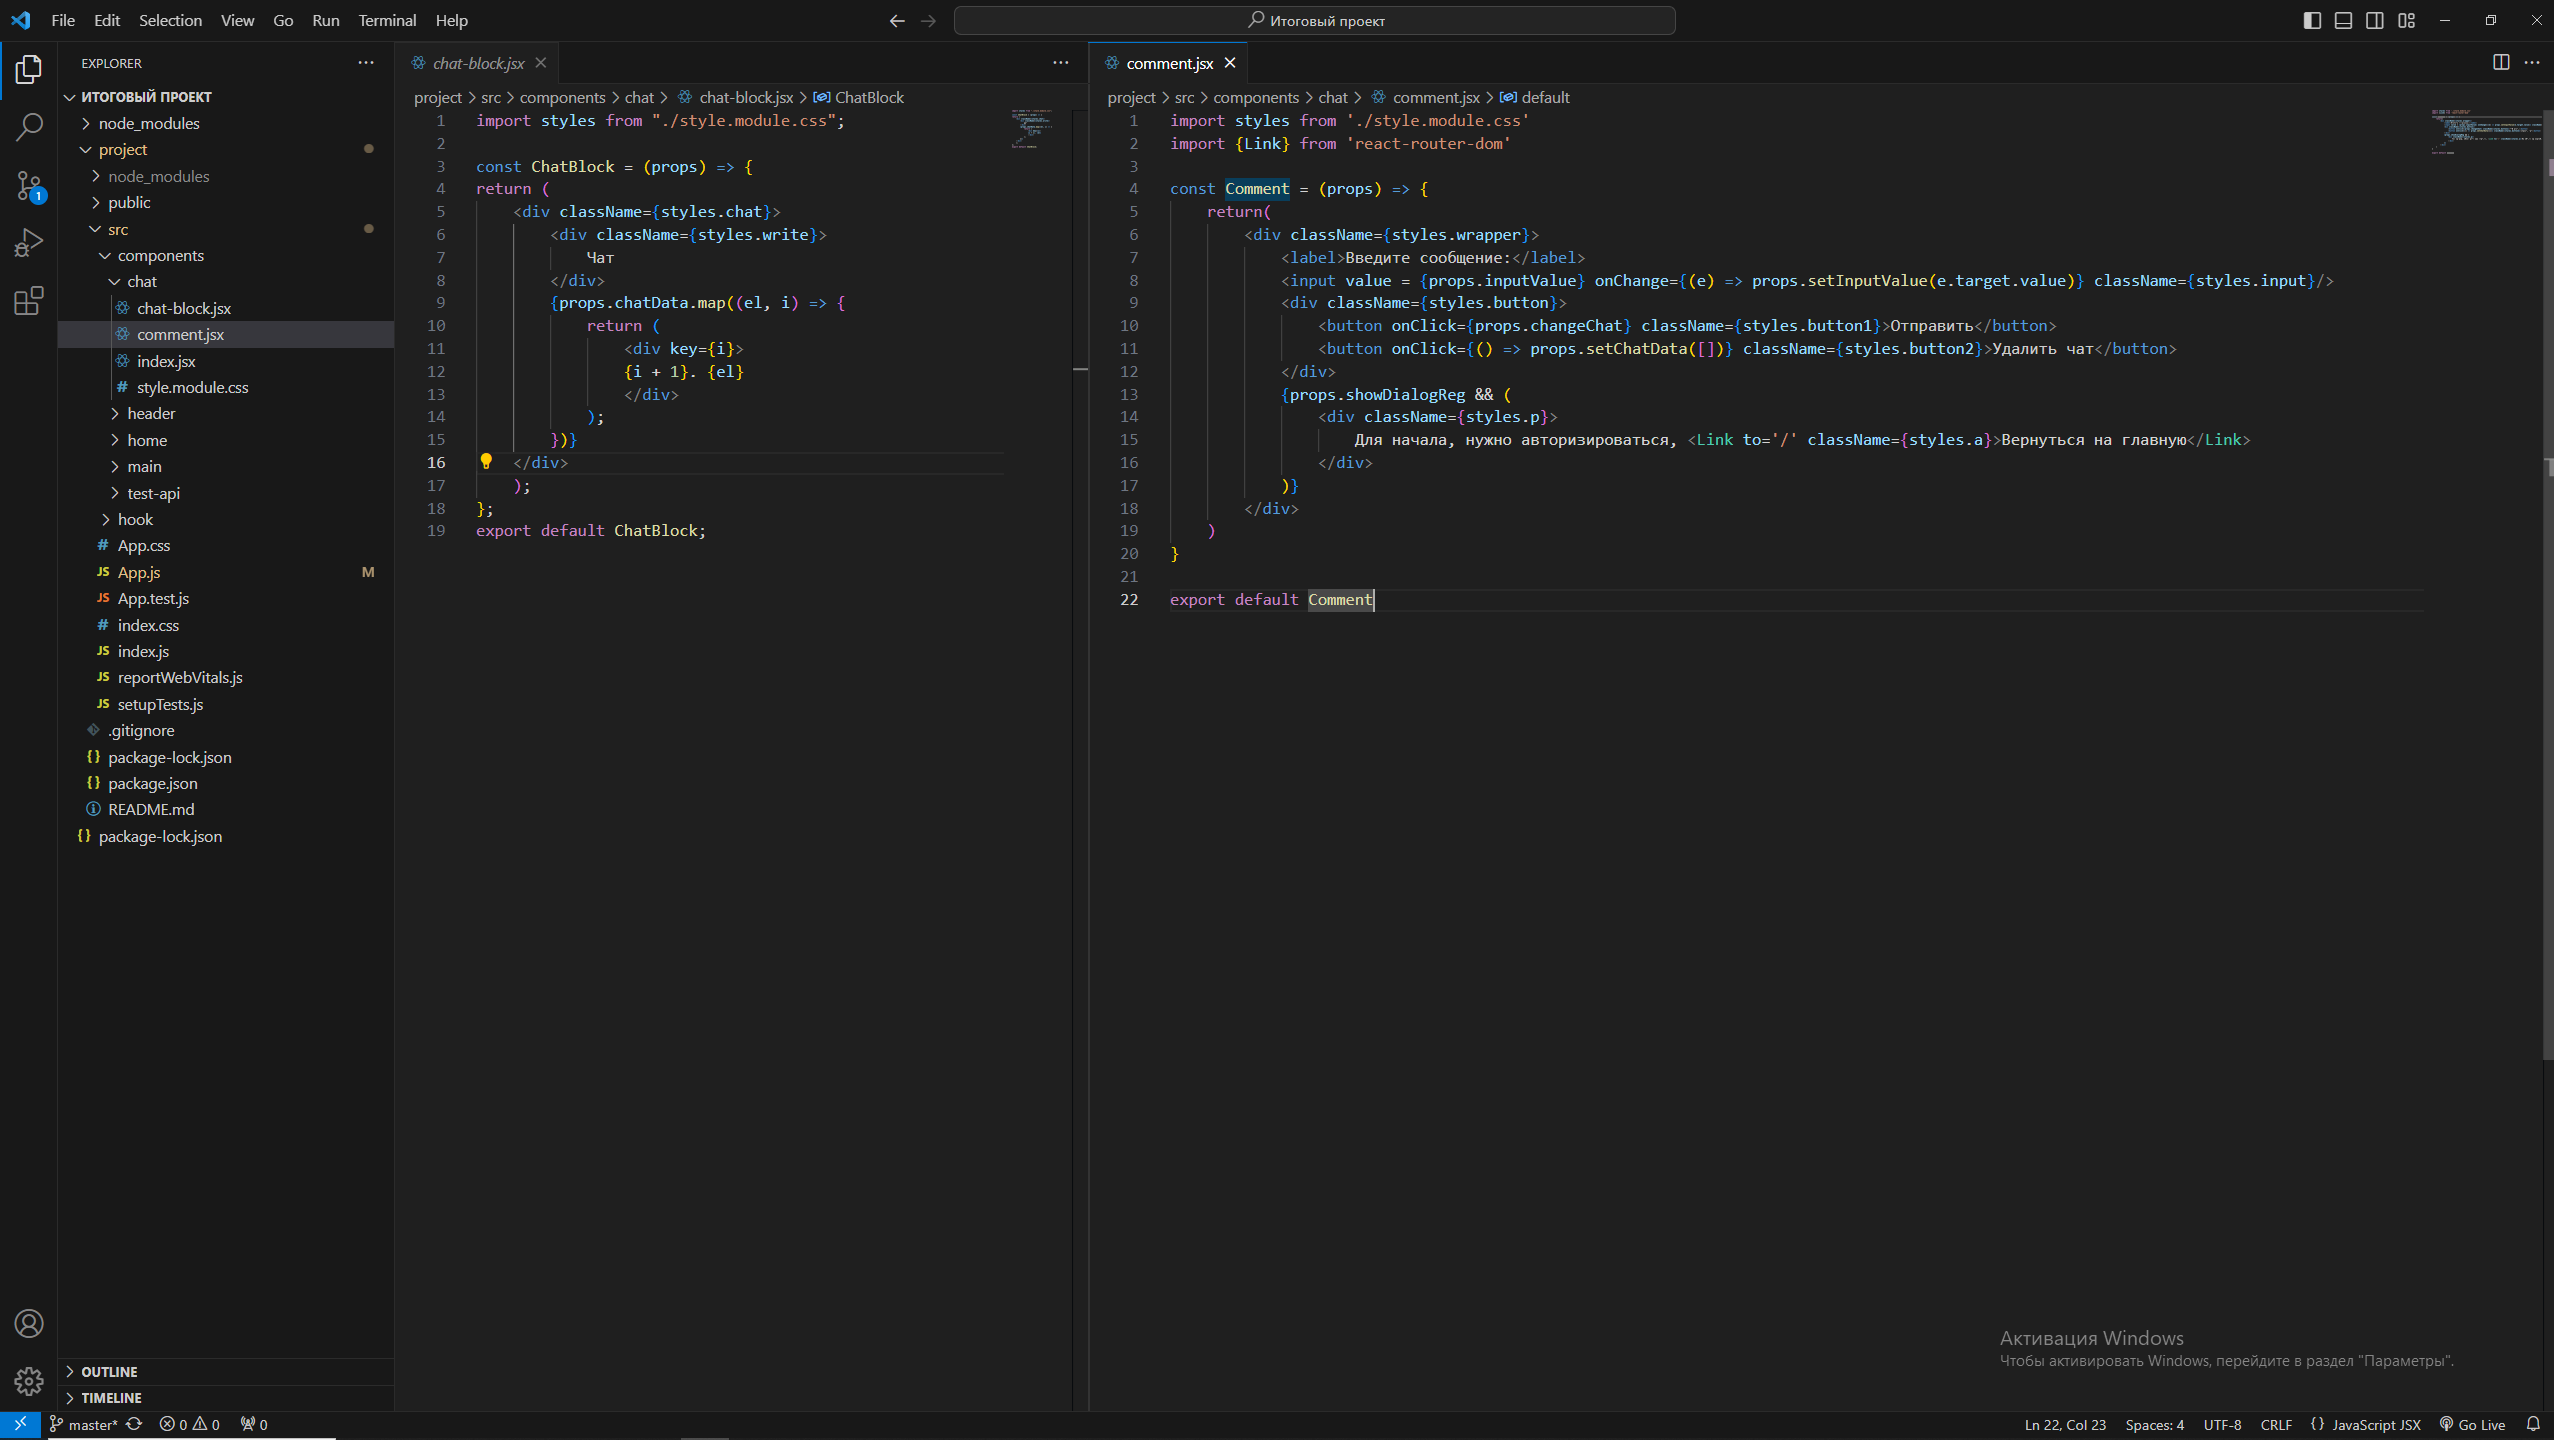 File Edit Selection View Go Run Terminal Help
Итоговый проект
EXPLORER
ИТОГОВЫЙ ПРОЕКТ
node_modules
project
node_modules
public
src
components
chat
chat-block.jsx
comment.jsx
index.jsx
# style.module.css
header
home
main
test-api
hook
# App.css
JS App.js M
JS App.test.js
# index.css
JS index.js
JS reportWebVitals.js
JS setupTests.js
.gitignore
{} package-lock.json
{} package.json
README.md
{} package-lock.json
OUTLINE
TIMELINE
chat-block.jsx
project > src > components > chat > chat-block.jsx > ChatBlock
1 import styles from "./style.module.css";
2
3 const ChatBlock = (props) => {
4 return (
5 <div className={styles.chat}>
6 <div className={styles.write}>
7 Чат
8 </div>
9 {props.chatData.map((el, i) => {
10 return (
11 <div key={i}>
12 {i + 1}. {el}
13 </div>
14 );
15 })}
16 </div>
17 );
18 };
19 export default ChatBlock;
comment.jsx
project > src > components > chat > comment.jsx > default
1 import styles from './style.module.css'
2 import {Link} from 'react-router-dom'
3
4 const Comment = (props) => {
5 return(
6 <div className={styles.wrapper}>
7 <label>Введите сообщение:</label>
8 <input value = {props.inputValue} onChange={(e) => props.setInputValue(e.target.value)} className={styles.input}/>
9 <div className={styles.button}>
10 <button onClick={props.changeChat} className={styles.button1}>Отправить</button>
11 <button onClick={() => props.setChatData([])} className={styles.button2}>Удалить чат</button>
12 </div>
13 {props.showDialogReg && (
14 <div className={styles.p}>
15 Для начала, нужно авторизироваться, <Link to='/' className={styles.a}>Вернуться на главную</Link>
16 </div>
17 )}
18 </div>
19 )
20 }
21
22 export default Comment
Активация Windows
Чтобы активировать Windows, перейдите в раздел "Параметры".
1
master* 0 0 0
Ln 22, Col 23 Spaces: 4 UTF-8 CRLF {} JavaScript JSX Go Live